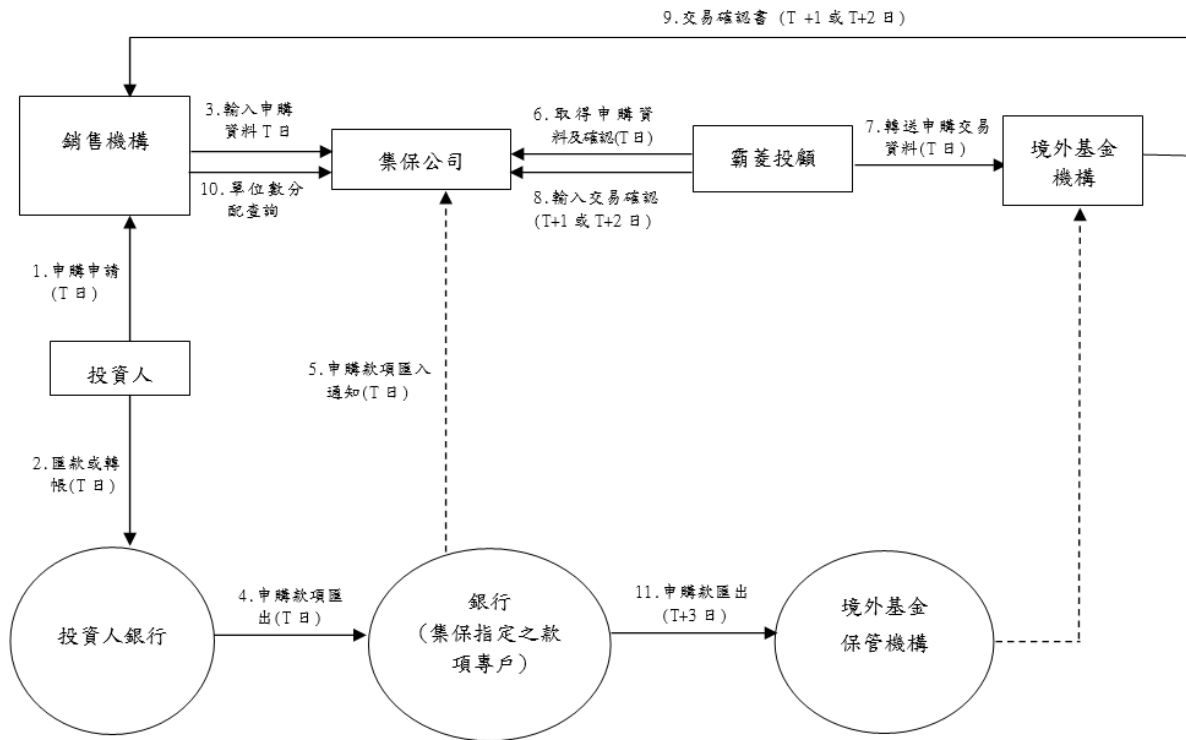 9.交易確認書 (T +1 或 T+2 日)
銷售機構
3.輸入申購
資料 T 日
集保公司
10.單位數分
配查詢
6.取得申購資
料及確認(T日)
8.輸入交易確認
(T+1 或 T+2 日)
霸菱投顧
7.轉送申購交易
資料(T日)
境外基金
機構
1.申購申請
(T 日)
投資人
5.申購款項匯入
通知(T日)
2.匯款或轉
帳(T日)
投資人銀行
4.申購款項匯
出(T日)
銀行
(集保指定之款
項專戶)
11.申購款匯出
(T+3 日)
境外基金
保管機構